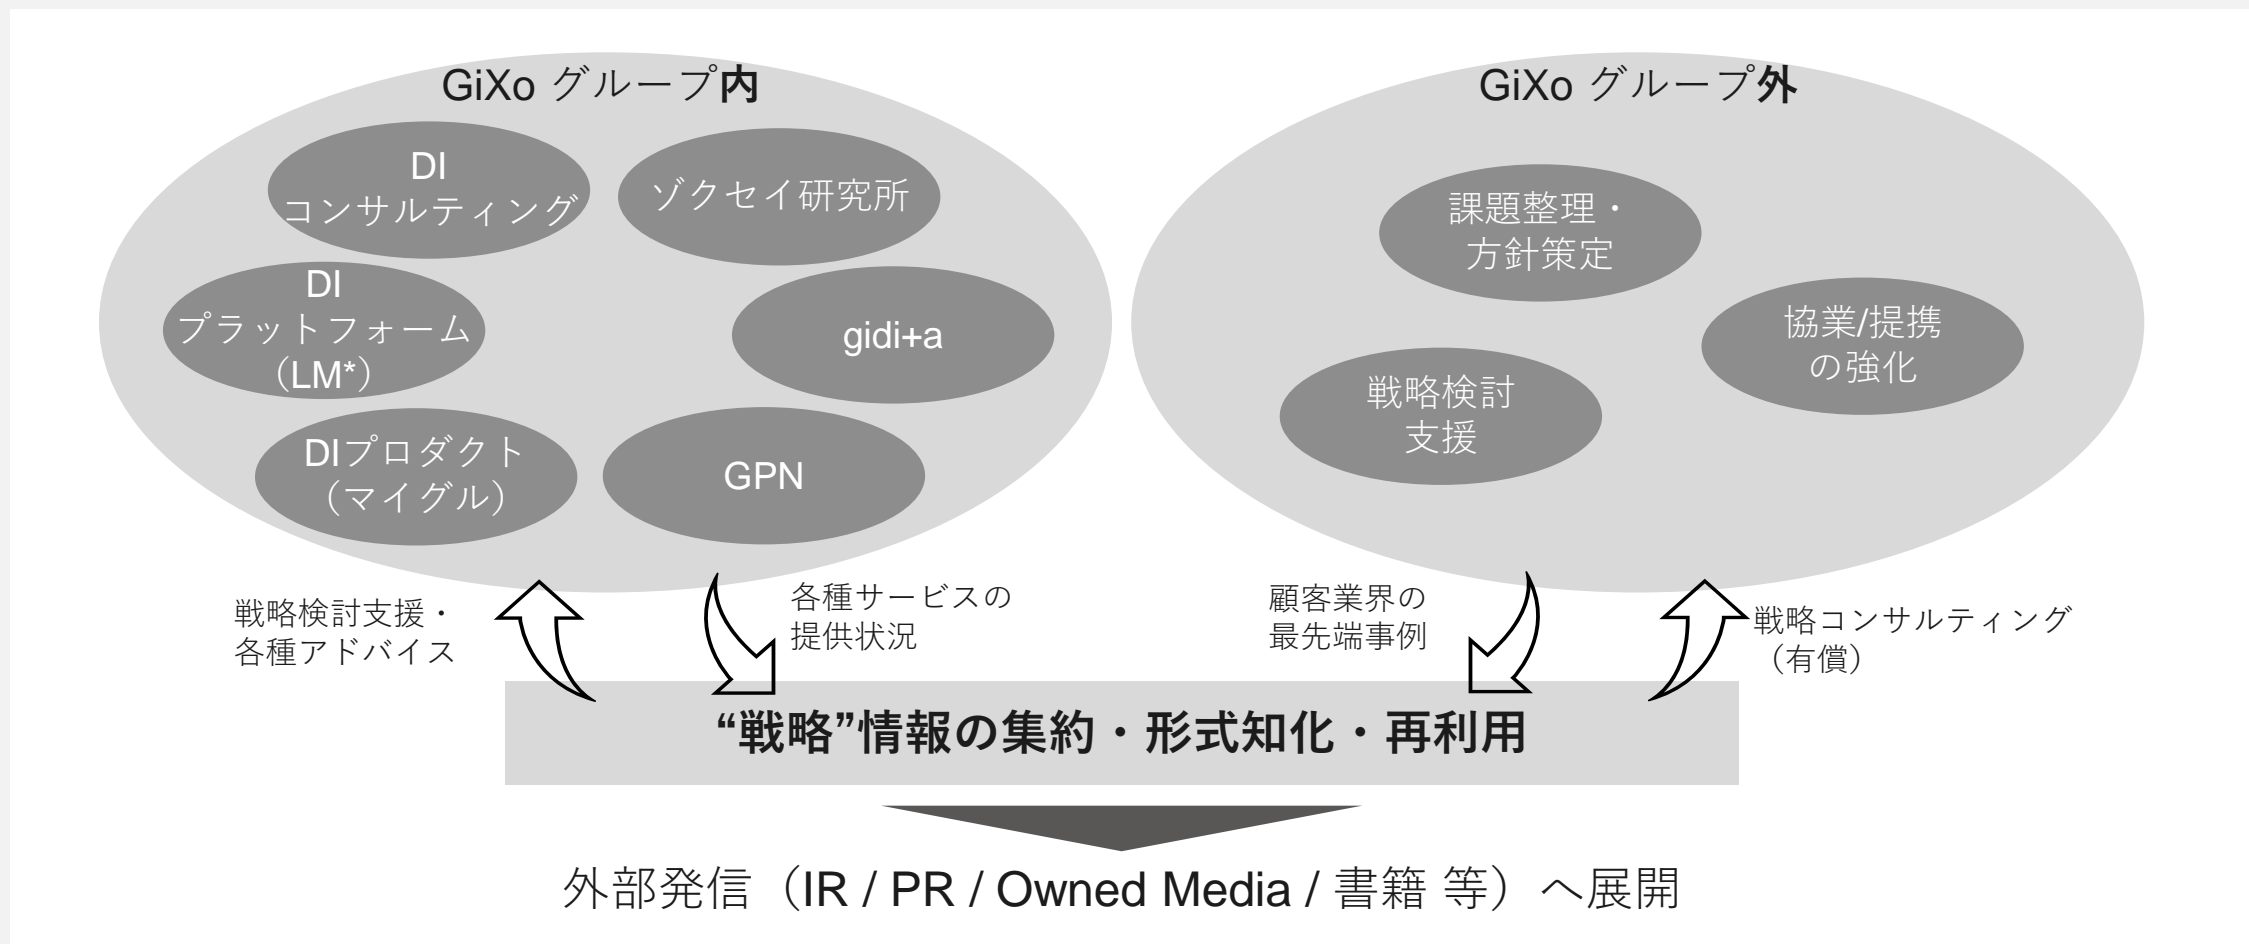 GiXo グループ内
DI
コンサルティング
ゾクセイ研究所
DI
プラットフォーム
（LM*）
gidi+a
DIプロダクト
（マイグル）
GPN
GiXo グループ外
課題整理・
方針策定
協業/提携
の強化
戦略検討
支援
戦略検討支援・
各種アドバイス
各種サービスの
提供状況
顧客業界の
最先端事例
戦略コンサルティング
（有償）
“戦略”情報の集約・形式知化・再利用
外部発信（IR / PR / Owned Media / 書籍 等）へ展開